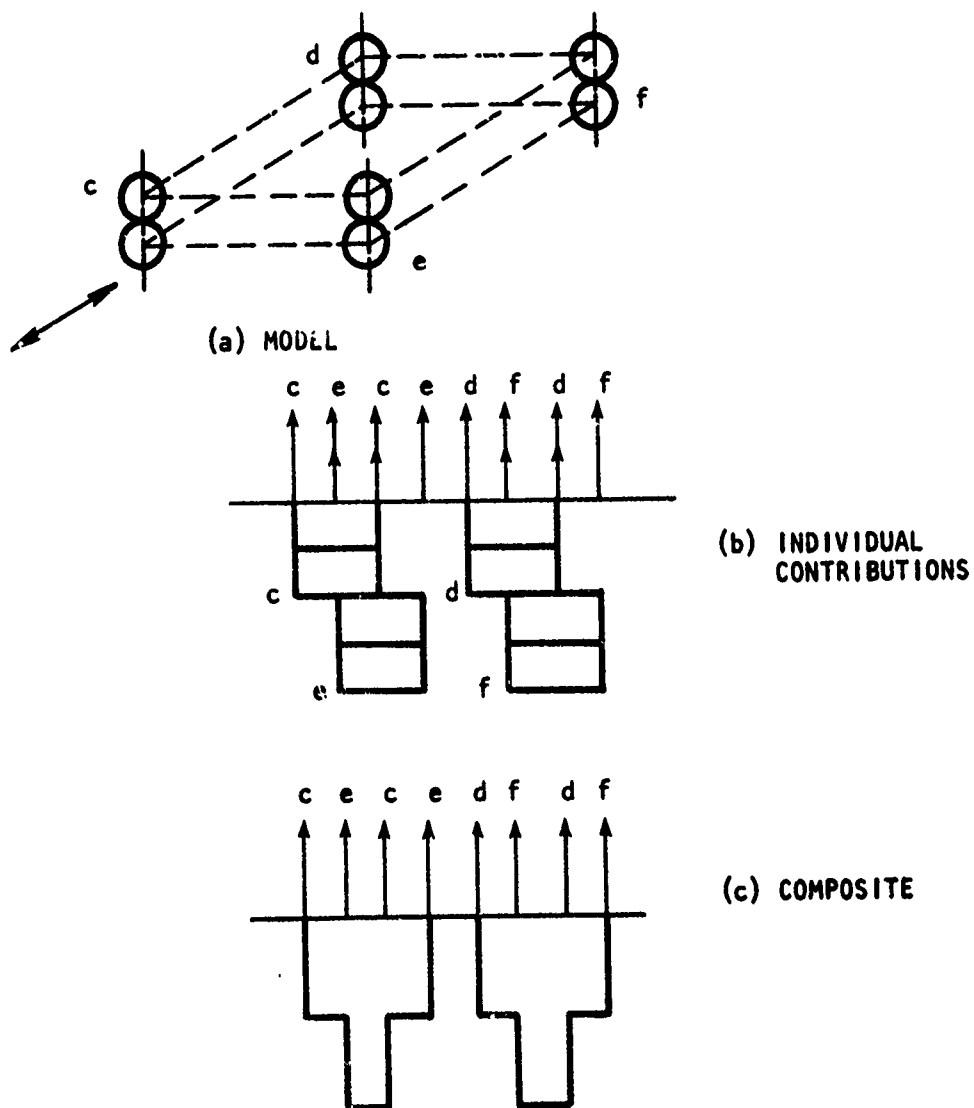 d
f
c
e
(a) MODEL
c e c e d f d f
(b) INDIVIDUAL
CONTRIBUTIONS
c d
e f
c e c e d f d f
(c) COMPOSITE